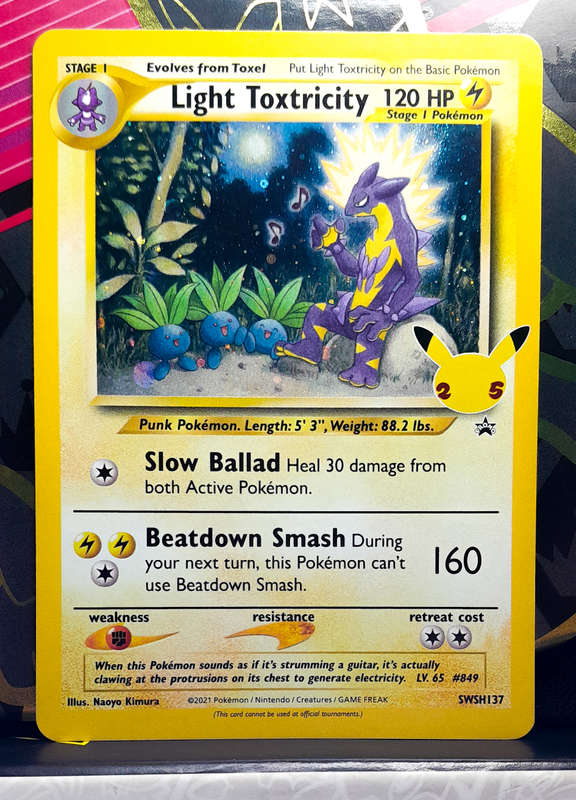 STAGE 1 Evolves from Toxel Put Light Toxtricity on the Basic Pokémon
Light Toxtricity 120 HP
Stage 1 Pokémon
2 5
Punk Pokémon. Length: 5' 3", Weight: 88.2 lbs.
Slow Ballad Heal 30 damage from
both Active Pokémon.
Beatdown Smash During
your next turn, this Pokémon can't
use Beatdown Smash.
160
weakness resistance retreat cost
When this Pokémon sounds as if it's strumming a guitar, it's actually
clawing at the protrusions on its chest to generate electricity. LV. 65 #849
Illus. Naoyo Kimura ©2021 Pokémon / Nintendo / Creatures / GAME FREAK SWSH137
(This card cannot be used at official tournaments.)